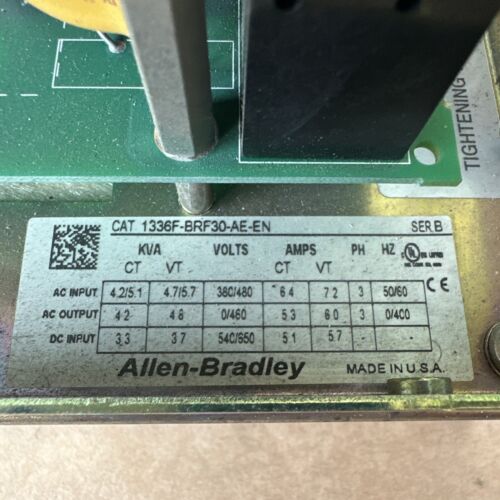 TIGHTENING
CAT 1336F-BRF30-AE-EN SER.B
KVA VOLTS AMPS PH HZ
CT VT CT VT
AC INPUT 4.2/5.1 4.7/5.7 380/480 6.4 7.2 3 50/60
AC OUTPUT 4.2 4.8 0/460 5.3 6.0 3 0/400
DC INPUT 3.3 3.7 540/650 5.1 5.7 - -
CE
Allen-Bradley MADE IN U.S.A.